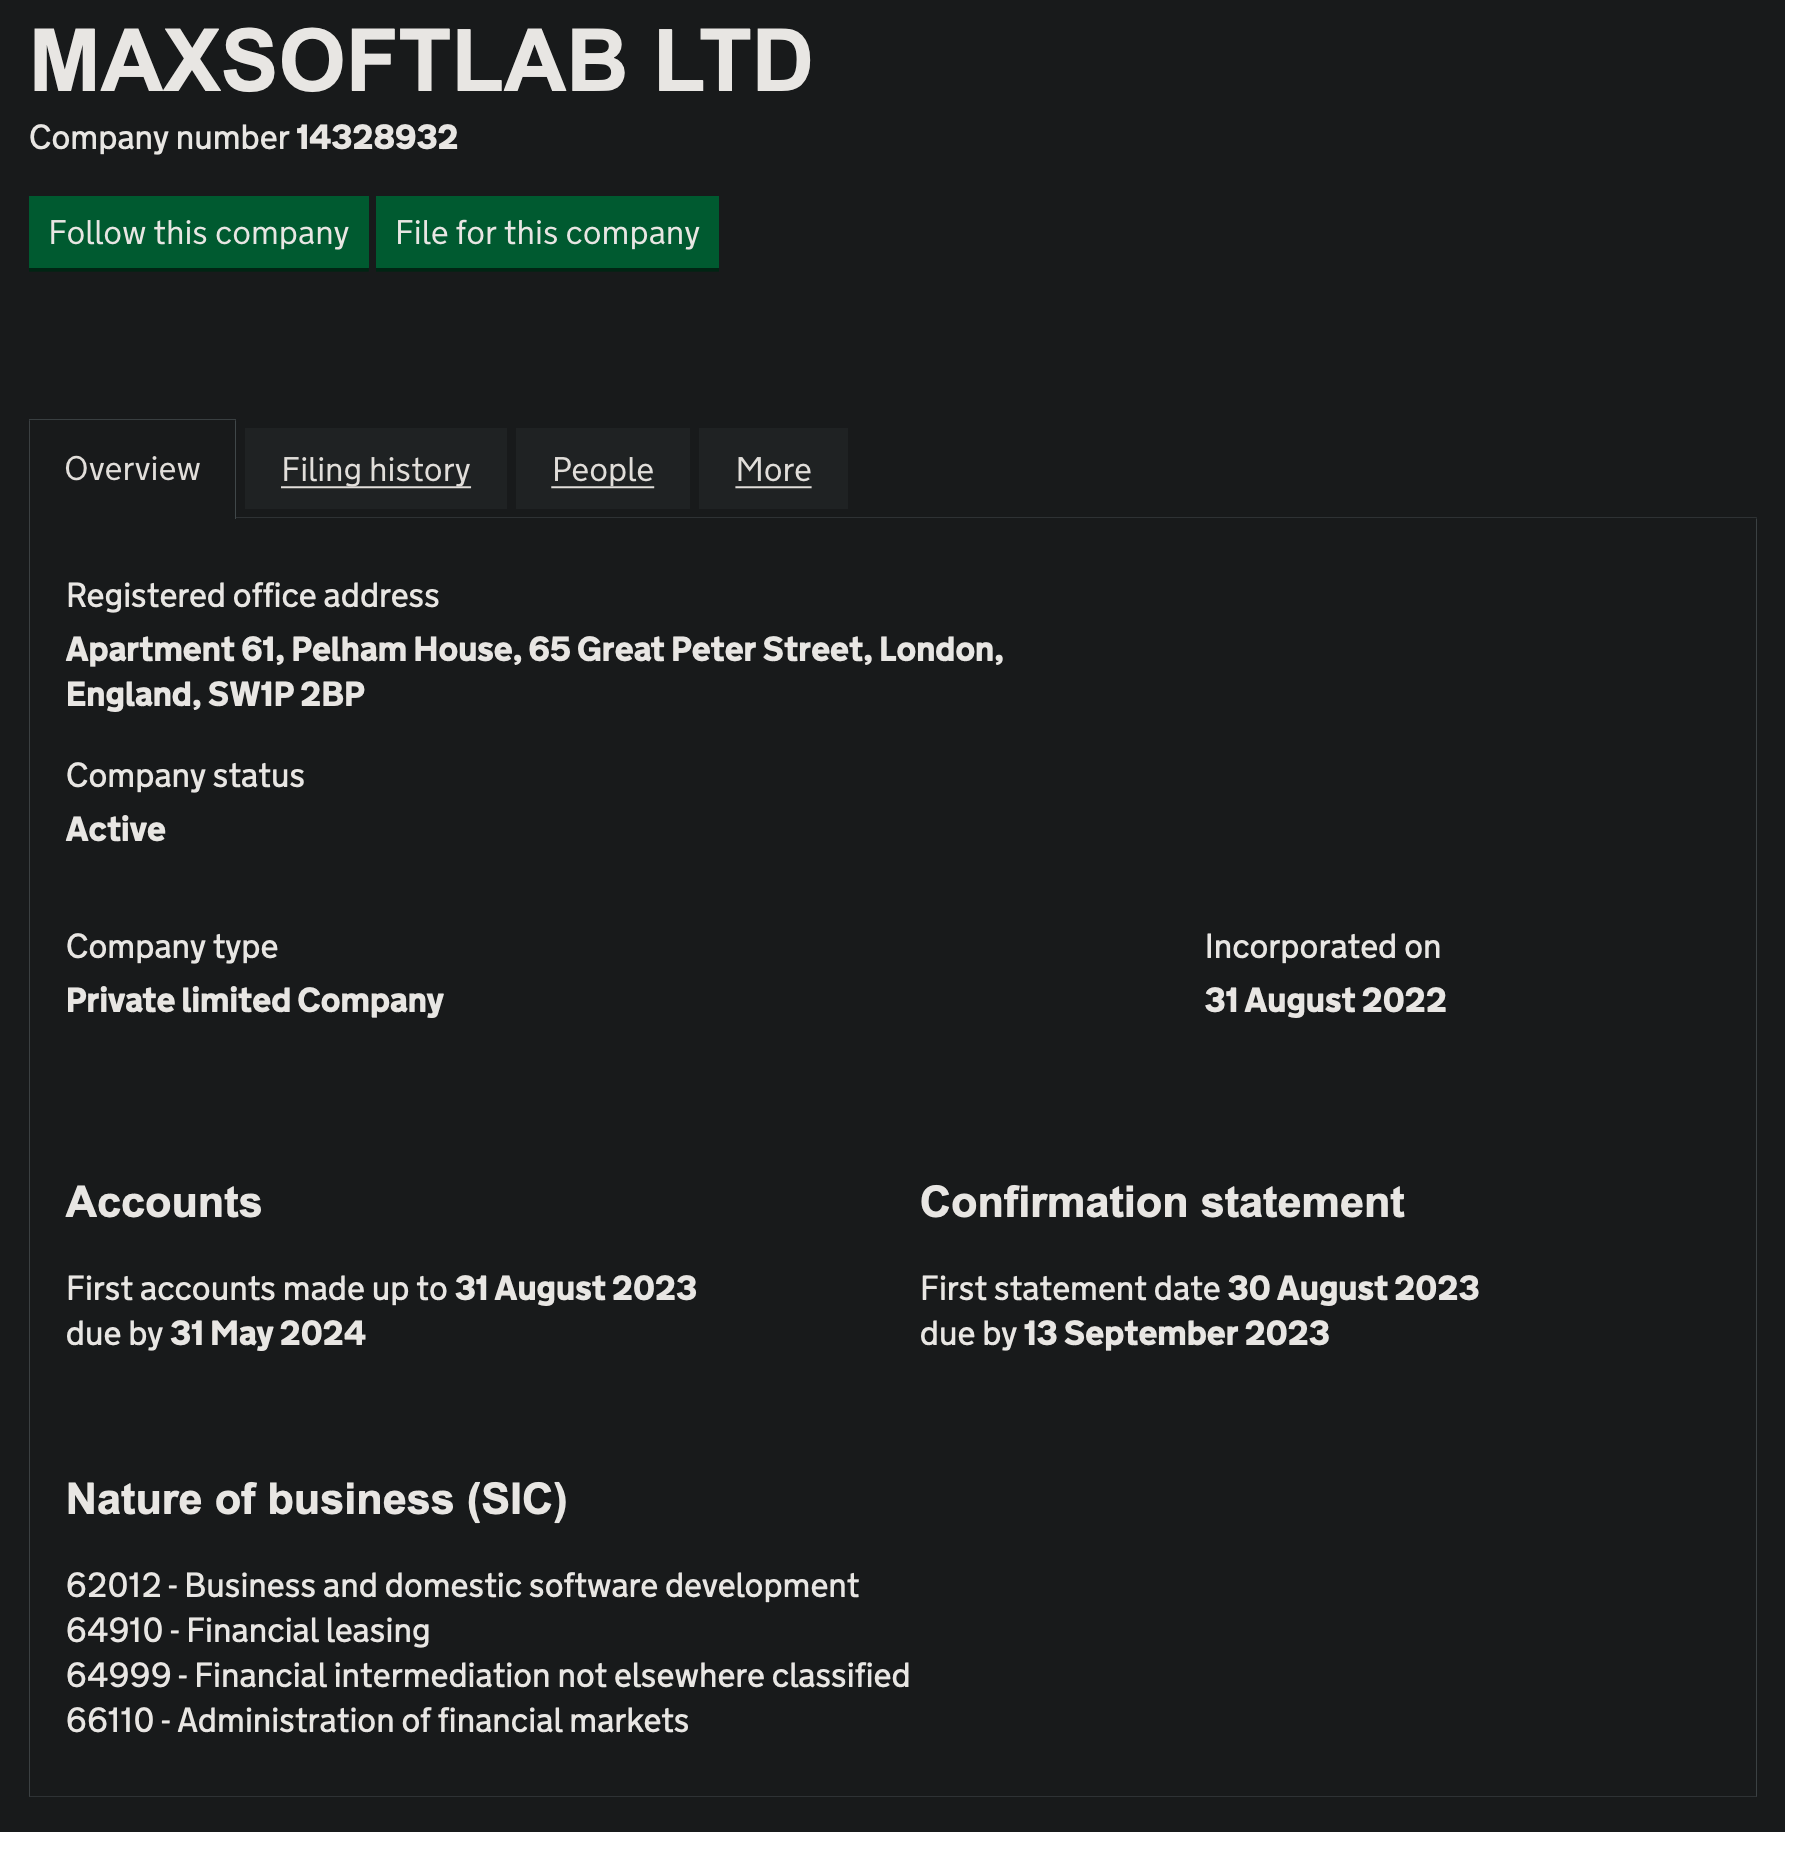 MAXSOFTLAB LTD
Company number 14328932
Follow this company
File for this company
Overview
Filing history
People
More
Registered office address
Apartment 61, Pelham House, 65 Great Peter Street, London,
England, SW1P 2BP
Company status
Active
Company type
Private limited Company
Incorporated on
31 August 2022
Accounts
First accounts made up to 31 August 2023
due by 31 May 2024
Confirmation statement
First statement date 30 August 2023
due by 13 September 2023
Nature of business (SIC)
62012 - Business and domestic software development
64910 - Financial leasing
64999 - Financial intermediation not elsewhere classified
66110 - Administration of financial markets